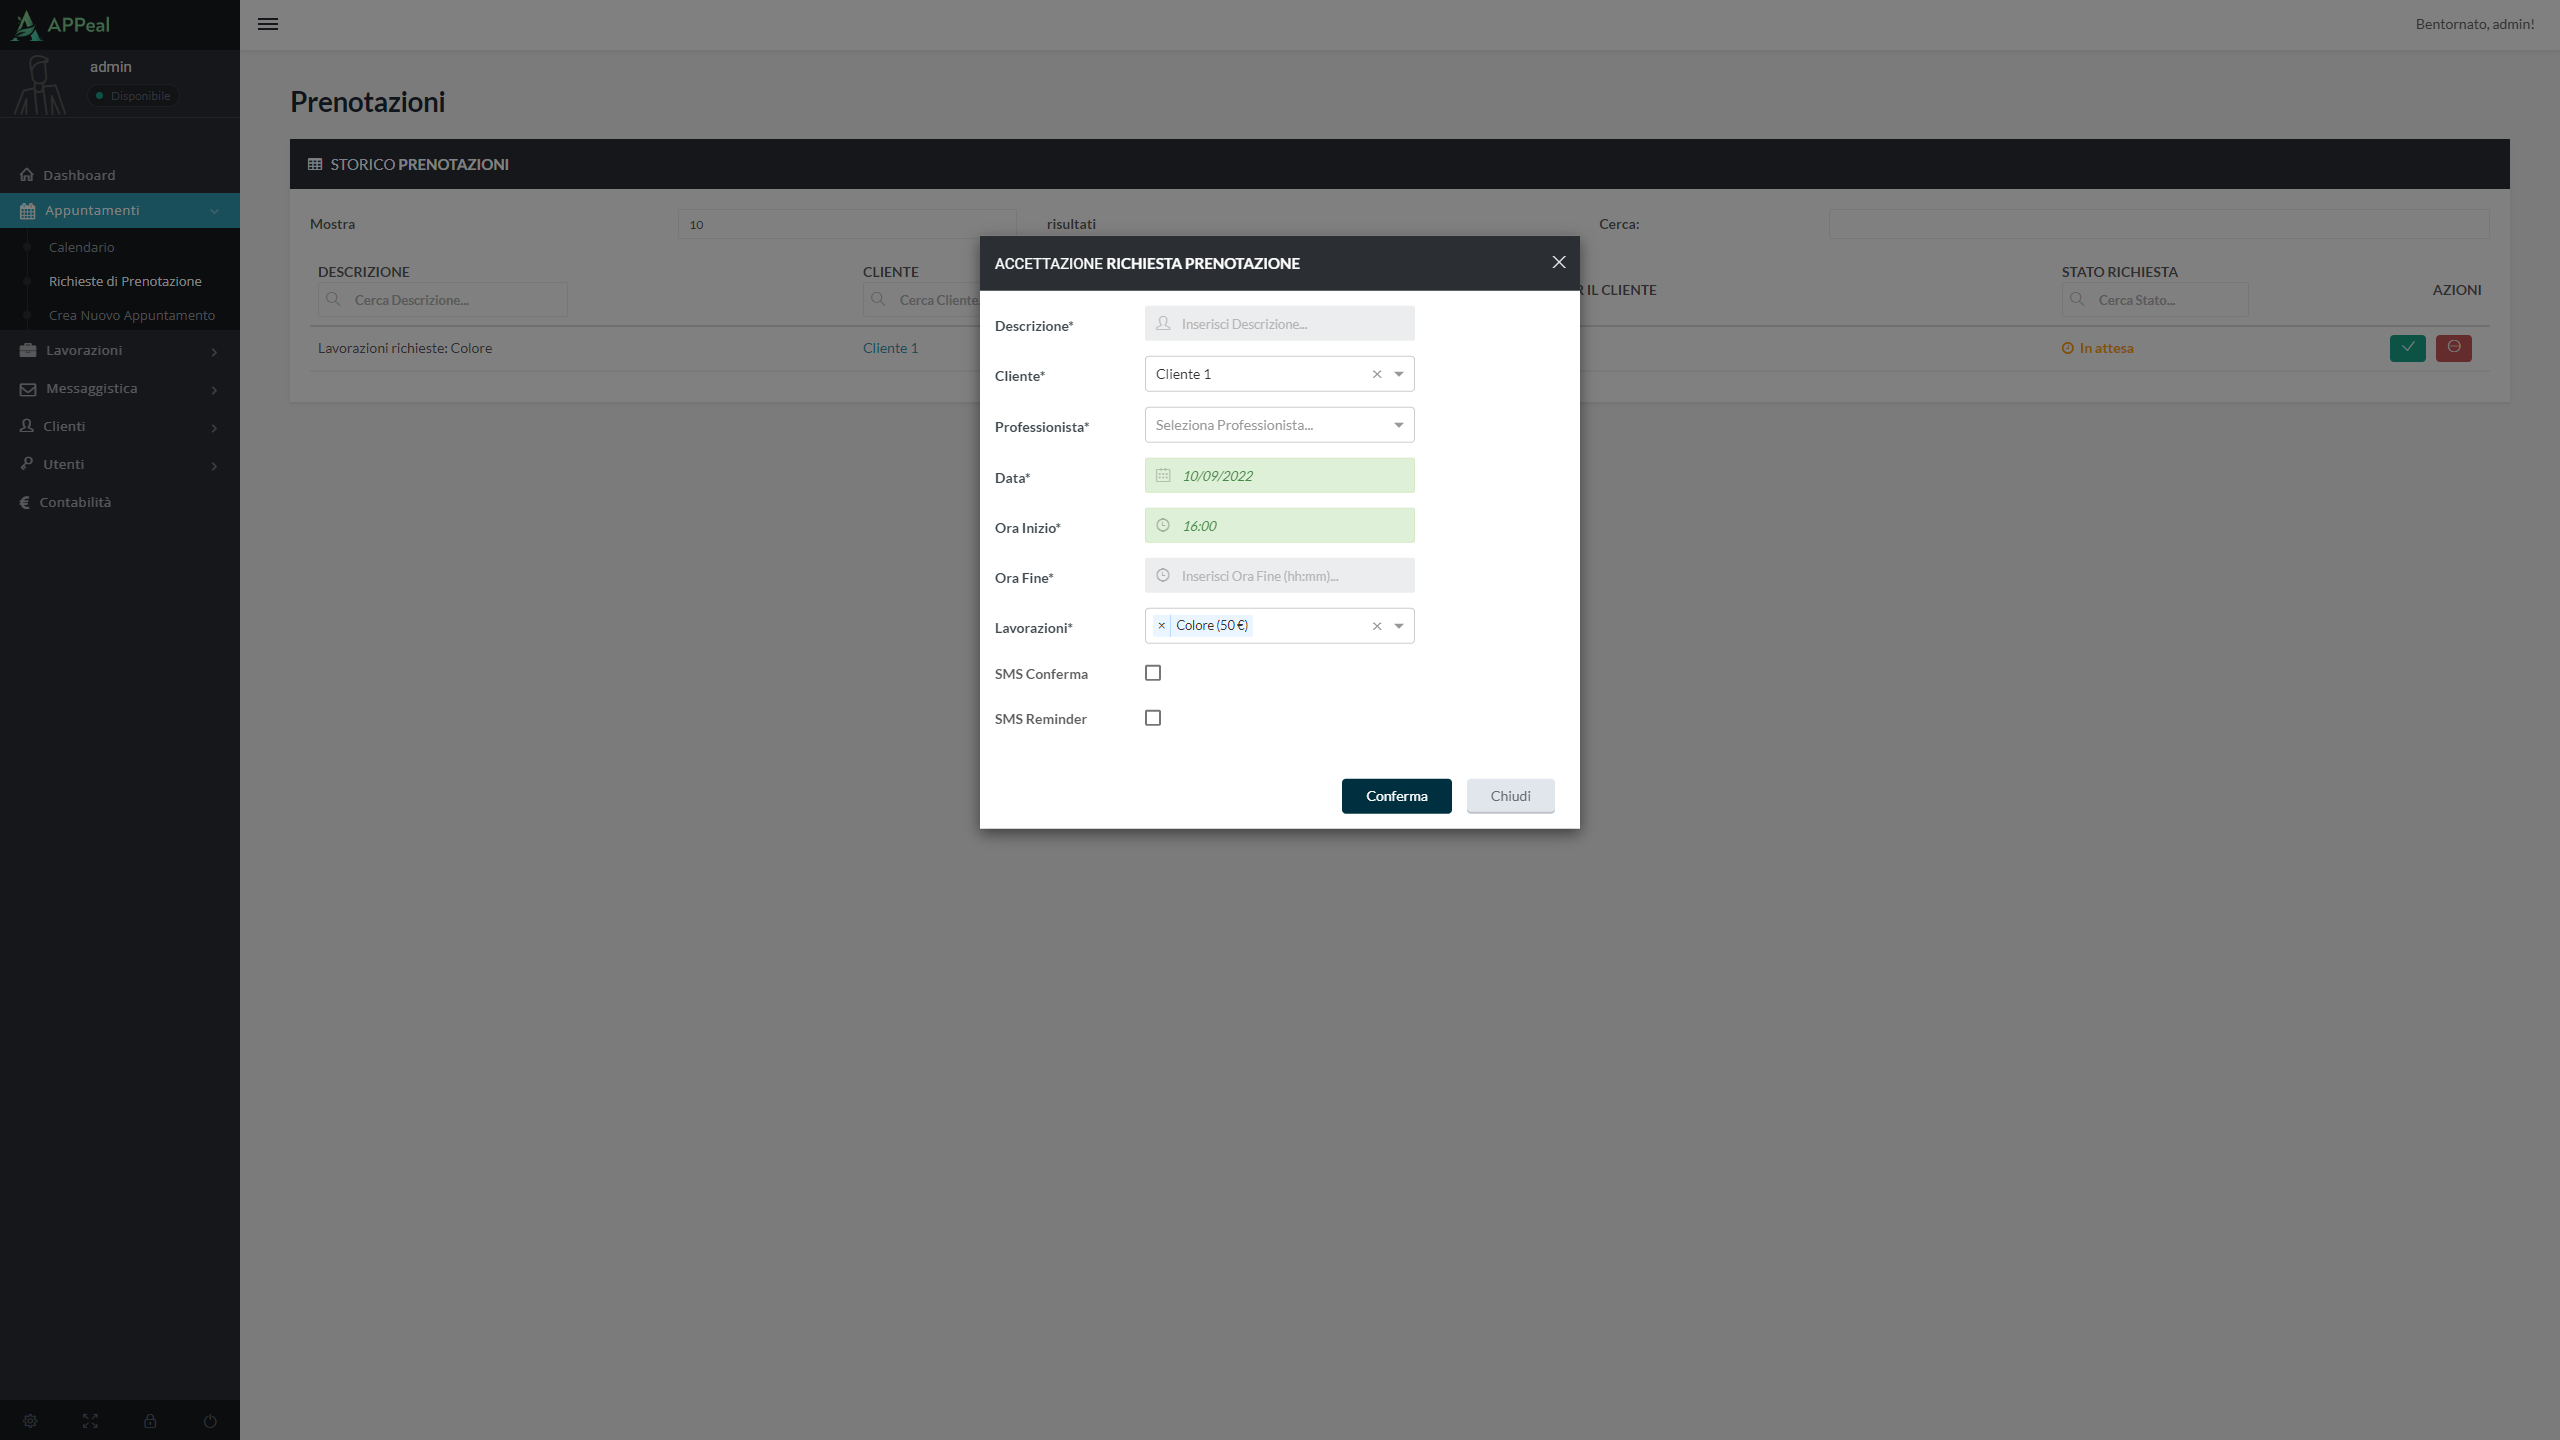 APPeal
Bentornato, admin!
admin
Disponibile
Dashboard
Appuntamenti
Calendario
Richieste di Prenotazione
Crea Nuovo Appuntamento
Lavorazioni
Messaggistica
Clienti
Utenti
€ Contabilità
Prenotazioni
STORICO PRENOTAZIONI
Mostra 10 risultati Cerca:
DESCRIZIONE CLIENTE IL CLIENTE STATO RICHIESTA AZIONI
Cerca Descrizione... Cerca Cliente Cerca Stato...
Lavorazioni richieste: Colore Cliente 1 In attesa
ACCETTAZIONE RICHIESTA PRENOTAZIONE
Descrizione* Inserisci Descrizione...
Cliente* Cliente 1 ×
Professionista* Seleziona Professionista...
Data* 10/09/2022
Ora Inizio* 16:00
Ora Fine* Inserisci Ora Fine (hh:mm)...
Lavorazioni* × Colore (50 €) ×
SMS Conferma
SMS Reminder
Conferma Chiudi